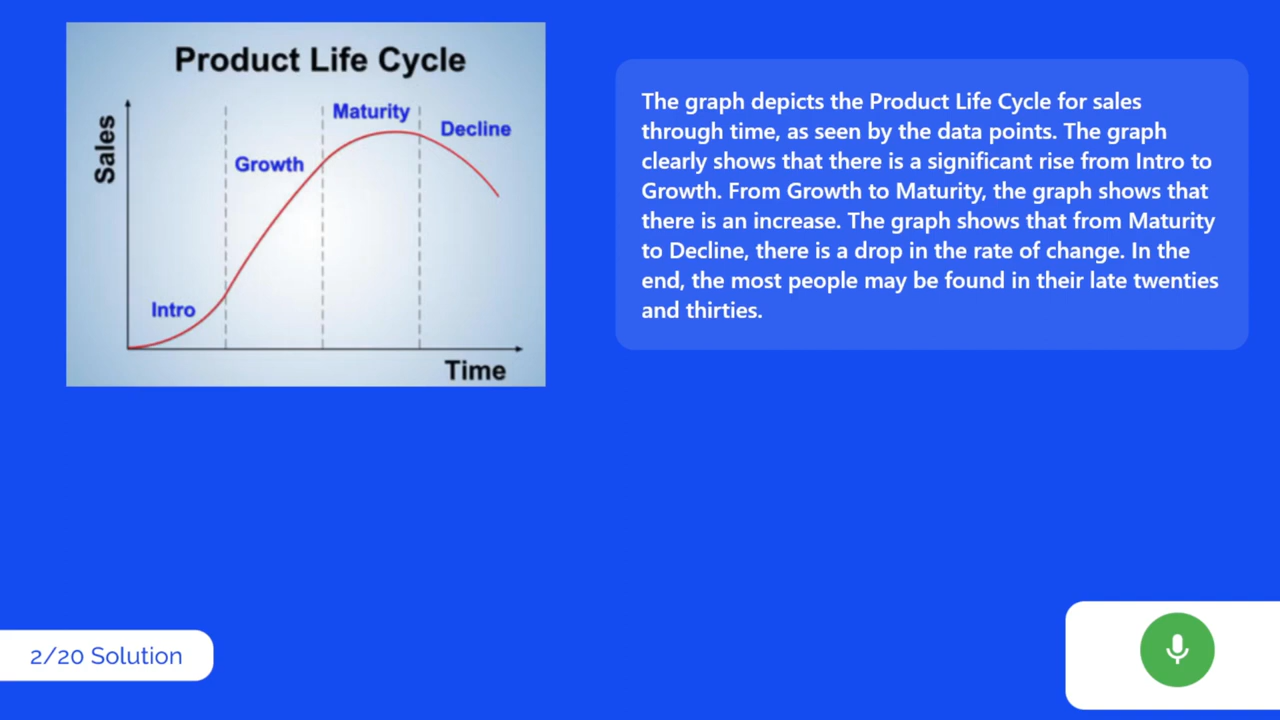 Product Life Cycle
Sales
Intro
Growth
Maturity
Decline
Time
The graph depicts the Product Life Cycle for sales
through time, as seen by the data points. The graph
clearly shows that there is a significant rise from Intro to
Growth. From Growth to Maturity, the graph shows that
there is an increase. The graph shows that from Maturity
to Decline, there is a drop in the rate of change. In the
end, the most people may be found in their late twenties
and thirties.
2/20 Solution